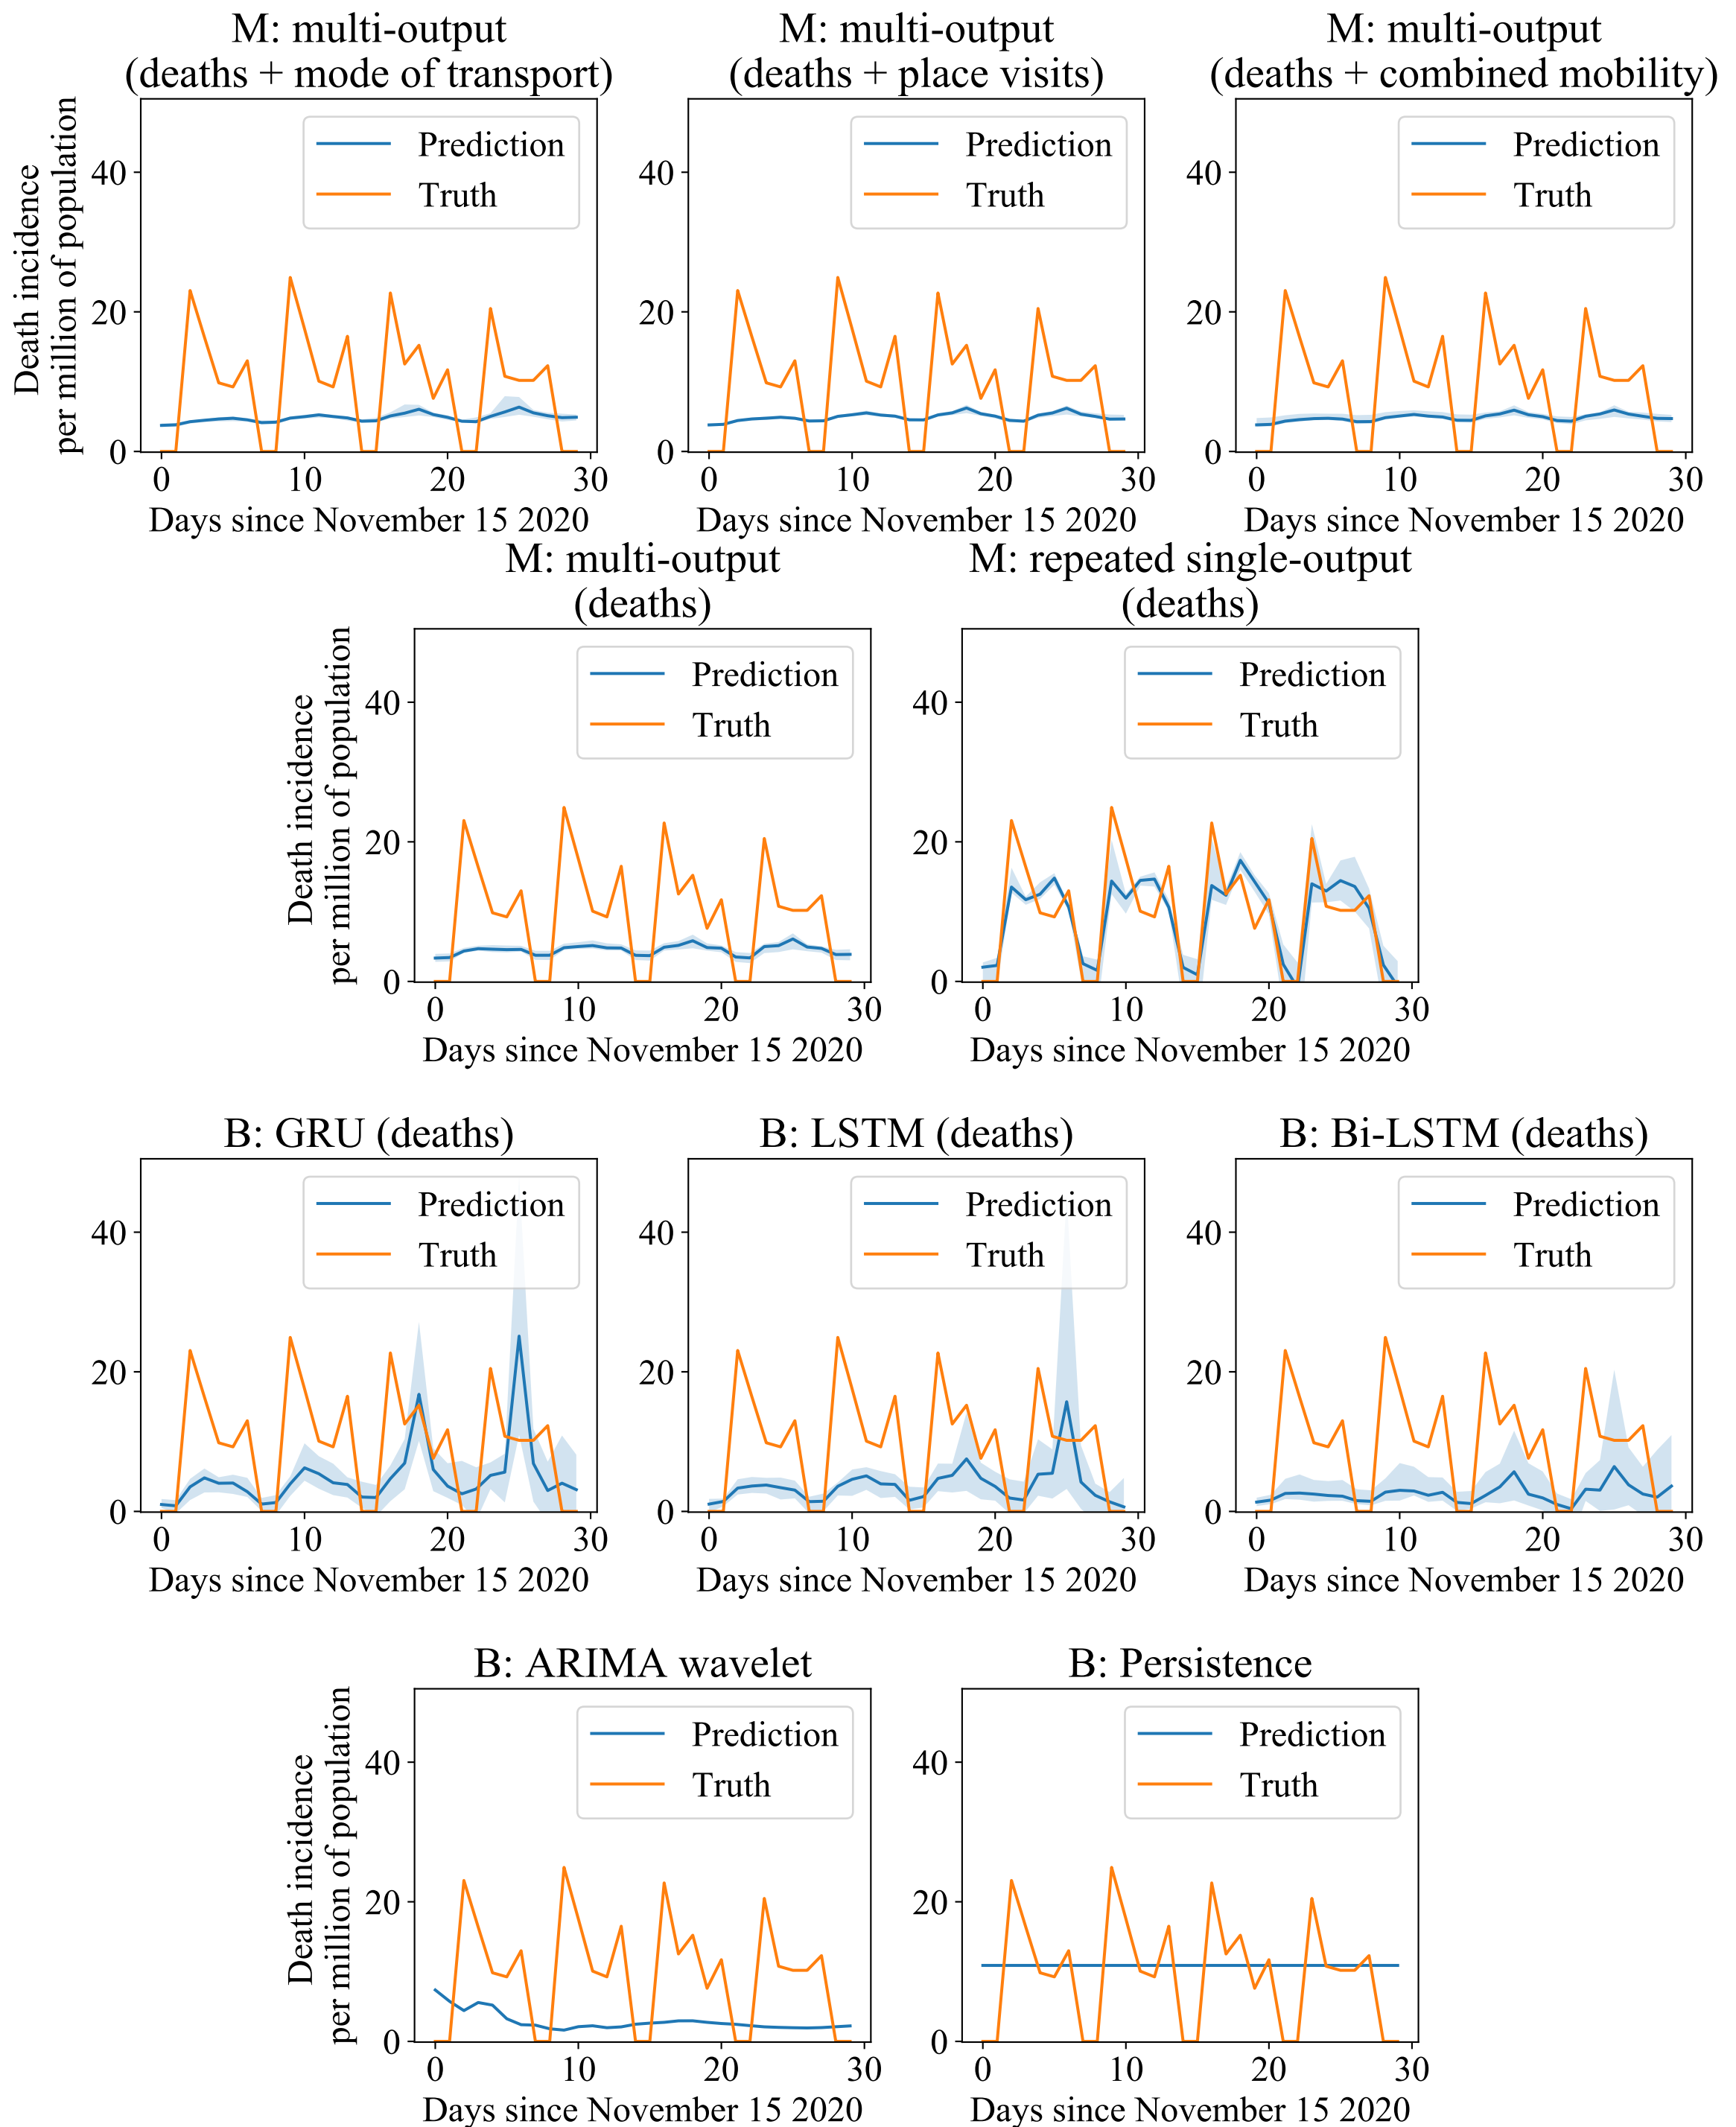 M: multi-output
(deaths + mode of transport)
Death incidence
per million of population
40
20
0
Prediction
Truth
0 10 20 30
Days since November 15 2020
M: multi-output
(deaths + place visits)
40
20
0
Prediction
Truth
0 10 20 30
Days since November 15 2020
M: multi-output
(deaths + combined mobility)
40
20
0
Prediction
Truth
0 10 20 30
Days since November 15 2020
M: multi-output
(deaths)
Death incidence
per million of population
40
20
0
Prediction
Truth
0 10 20 30
Days since November 15 2020
M: repeated single-output
(deaths)
40
20
0
Prediction
Truth
0 10 20 30
Days since November 15 2020
B: GRU (deaths)
40
20
0
Prediction
Truth
0 10 20 30
Days since November 15 2020
B: LSTM (deaths)
40
20
0
Prediction
Truth
0 10 20 30
Days since November 15 2020
B: Bi-LSTM (deaths)
40
20
0
Prediction
Truth
0 10 20 30
Days since November 15 2020
B: ARIMA wavelet
Death incidence
per million of population
40
20
0
Prediction
Truth
0 10 20 30
Days since November 15 2020
B: Persistence
40
20
0
Prediction
Truth
0 10 20 30
Days since November 15 2020